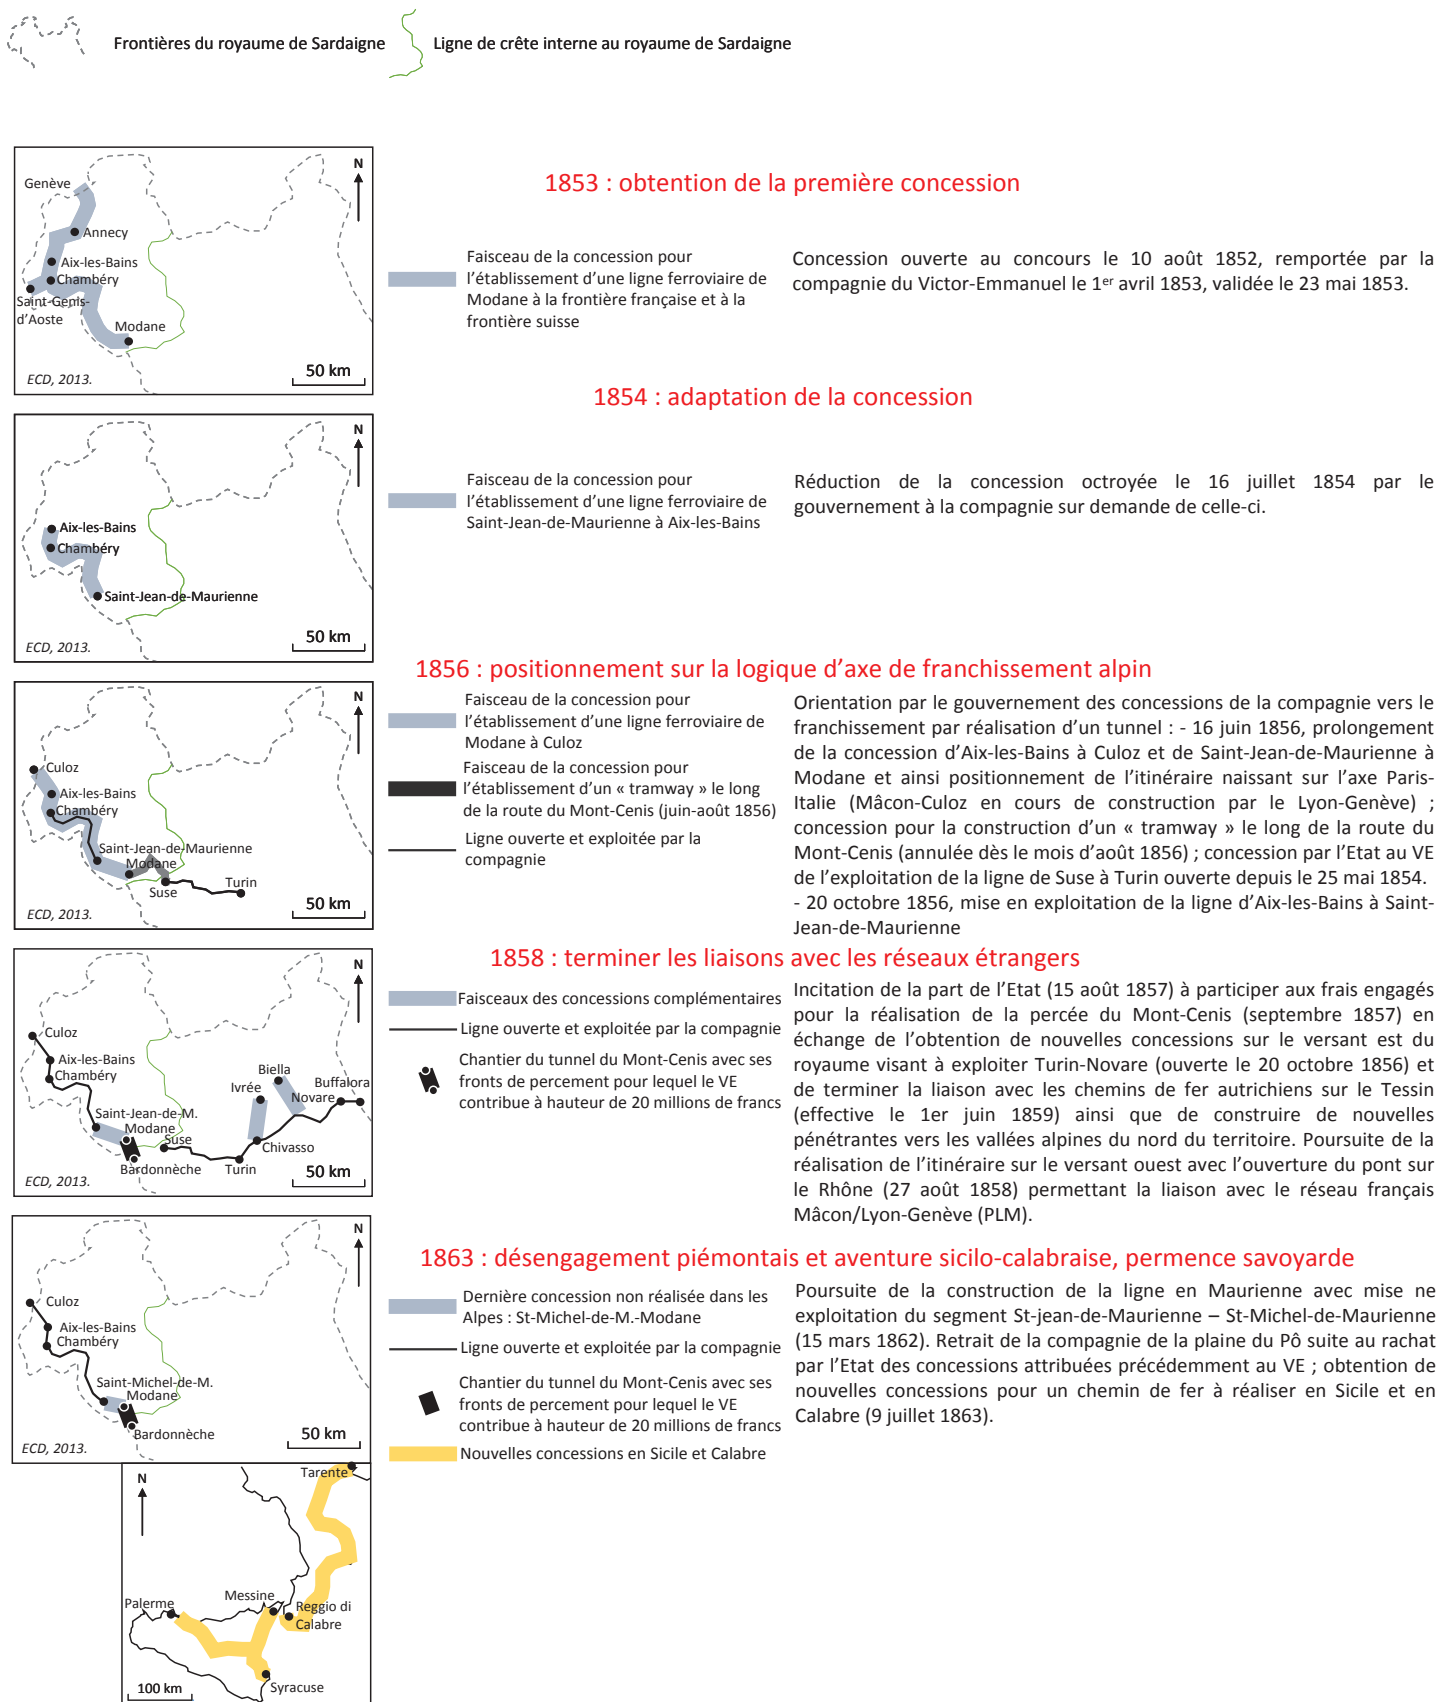 Frontières du royaume de Sardaigne
Ligne de crête interne au royaume de Sardaigne
Genève
Annecy
Aix-les-Bains
Chambéry
Saint-Genis-
d'Aoste
Modane
N
50 km
ECD, 2013.
1853 : obtention de la première concession
Faisceau de la concession pour
l'établissement d'une ligne ferroviaire de
Modane à la frontière française et à la
frontière suisse
Concession ouverte au concours le 10 août 1852, remportée par la
compagnie du Victor-Emmanuel le 1er avril 1853, validée le 23 mai 1853.
1854 : adaptation de la concession
N
Aix-les-Bains
Chambéry
Saint-Jean-de-Maurienne
50 km
ECD, 2013.
Faisceau de la concession pour
l'établissement d'une ligne ferroviaire de
Saint-Jean-de-Maurienne à Aix-les-Bains
Réduction de la concession octroyée le 16 juillet 1854 par le
gouvernement à la compagnie sur demande de celle-ci.
1856 : positionnement sur la logique d'axe de franchissement alpin
N
Culoz
Aix-les-Bains
Chambéry
Saint-Jean-de-Maurienne
Modane
Suse
Turin
50 km
ECD, 2013.
Faisceau de la concession pour
l'établissement d'une ligne ferroviaire de
Modane à Culoz
Faisceau de la concession pour
l'établissement d'un « tramway » le long
de la route du Mont-Cenis (juin-août 1856)
Ligne ouverte et exploitée par la
compagnie
Orientation par le gouvernement des concessions de la compagnie vers le
franchissement par réalisation d'un tunnel : - 16 juin 1856, prolongement
de la concession d'Aix-les-Bains à Culoz et de Saint-Jean-de-Maurienne à
Modane et ainsi positionnement de l'itinéraire naissant sur l'axe Paris-
Italie (Mâcon-Culoz en cours de construction par le Lyon-Genève) ;
concession pour la construction d'un « tramway » le long de la route du
Mont-Cenis (annulée dès le mois d'août 1856) ; concession par l'Etat au VE
de l'exploitation de la ligne de Suse à Turin ouverte depuis le 25 mai 1854.
- 20 octobre 1856, mise en exploitation de la ligne d'Aix-les-Bains à Saint-
Jean-de-Maurienne
1858 : terminer les liaisons avec les réseaux étrangers
N
Culoz
Aix-les-Bains
Chambéry
Saint-Jean-de-M.
Modane
Suse
Bardonnèche
Turin
Chivasso
Ivrée
Biella
Novare
Buffalora
50 km
ECD, 2013.
Faisceaux des concessions complémentaires
Ligne ouverte et exploitée par la compagnie
Chantier du tunnel du Mont-Cenis avec ses
fronts de percement pour lequel le VE
contribue à hauteur de 20 millions de francs
Incitation de la part de l'Etat (15 août 1857) à participer aux frais engagés
pour la réalisation de la percée du Mont-Cenis (septembre 1857) en
échange de l'obtention de nouvelles concessions sur le versant est du
royaume visant à exploiter Turin-Novare (ouverte le 20 octobre 1856) et
de terminer la liaison avec les chemins de fer autrichiens sur le Tessin
(effective le 1er juin 1859) ainsi que de construire de nouvelles
pénétrantes vers les vallées alpines du nord du territoire. Poursuite de la
réalisation de l'itinéraire sur le versant ouest avec l'ouverture du pont sur
le Rhône (27 août 1858) permettant la liaison avec le réseau français
Mâcon/Lyon-Genève (PLM).
1863 : désengagement piémontais et aventure sicilo-calabraise, permence savoyarde
N
Culoz
Aix-les-Bains
Chambéry
Saint-Michel-de-M.
Modane
Bardonnèche
50 km
ECD, 2013.
Dernière concession non réalisée dans les
Alpes : St-Michel-de-M.-Modane
Ligne ouverte et exploitée par la compagnie
Chantier du tunnel du Mont-Cenis avec ses
fronts de percement pour lequel le VE
contribue à hauteur de 20 millions de francs
Nouvelles concessions en Sicile et Calabre
Poursuite de la construction de la ligne en Maurienne avec mise ne
exploitation du segment St-jean-de-Maurienne – St-Michel-de-Maurienne
(15 mars 1862). Retrait de la compagnie de la plaine du Pô suite au rachat
par l'Etat des concessions attribuées précédemment au VE ; obtention de
nouvelles concessions pour un chemin de fer à réaliser en Sicile et en
Calabre (9 juillet 1863).
N
Tarente
Palerme
Messine
Reggio di
Calabre
Syracuse
100 km